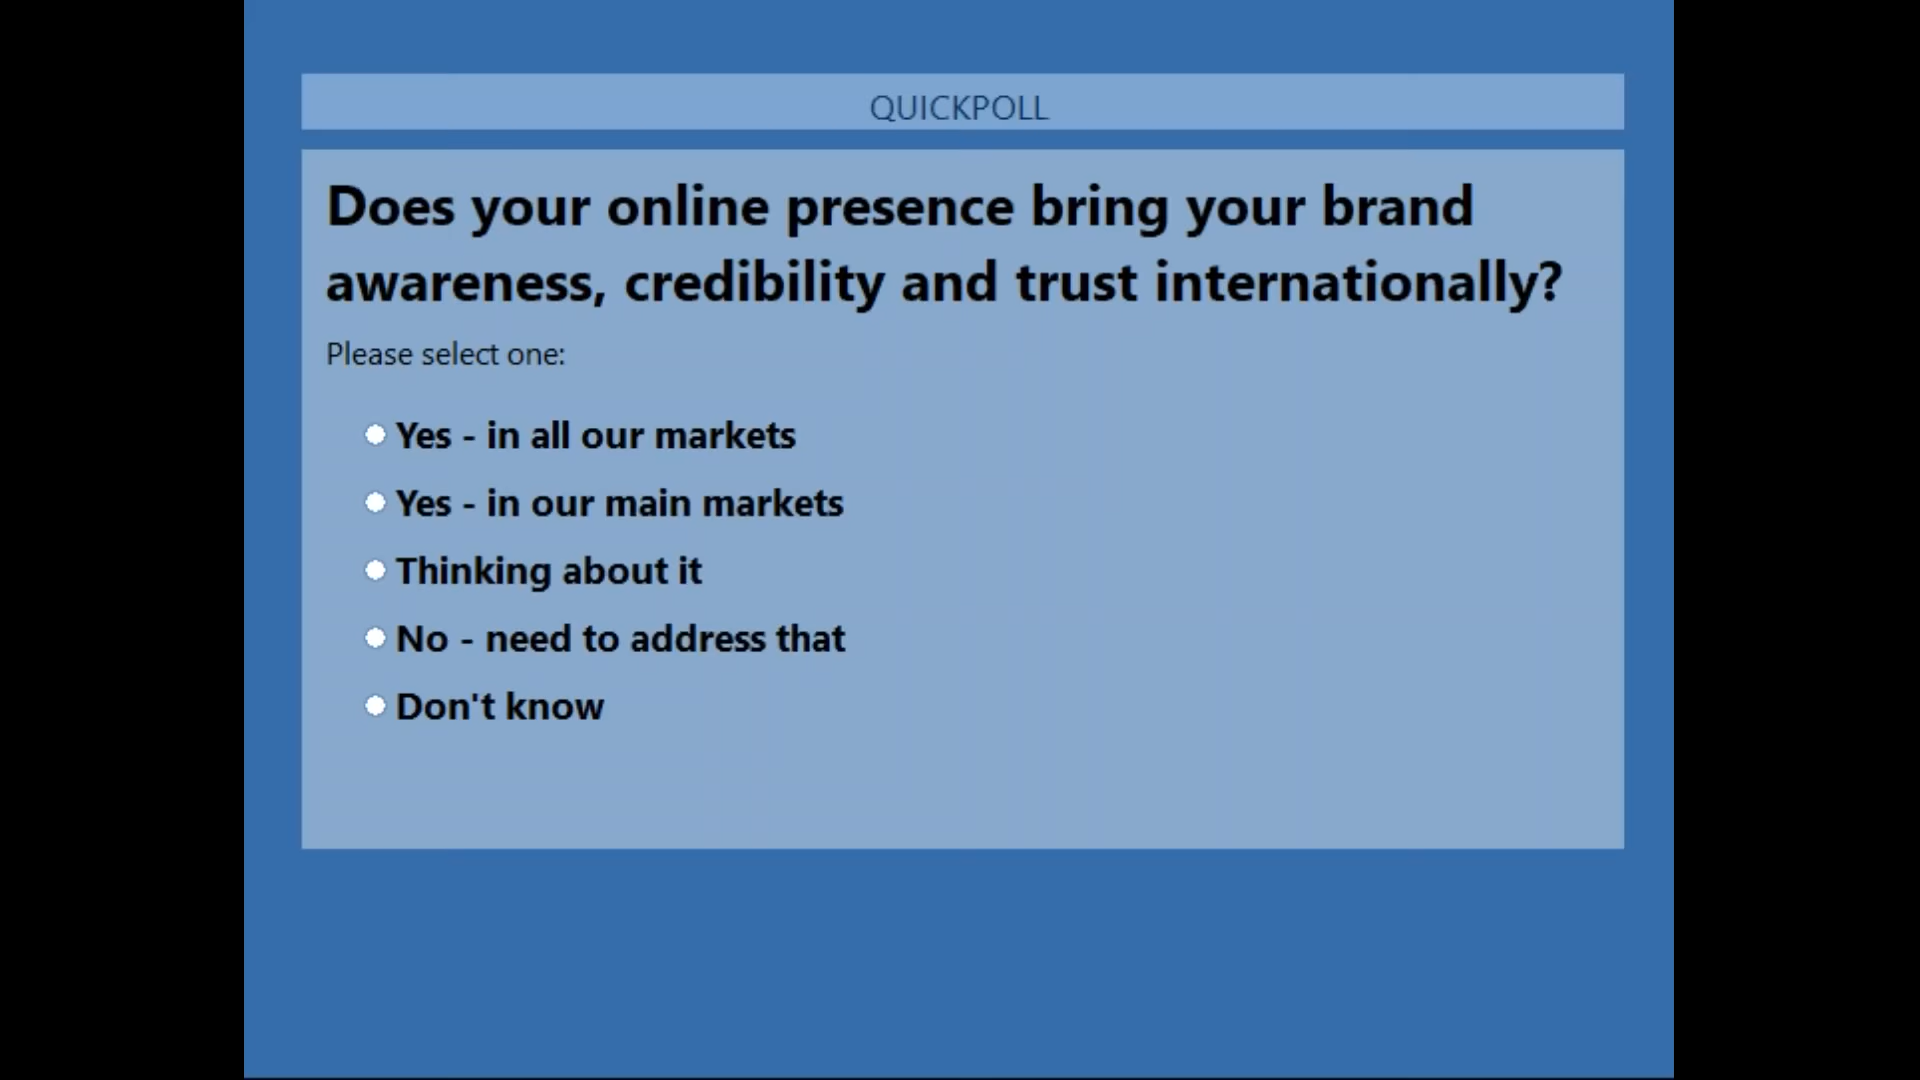 QUICKPOLL
Does your online presence bring your brand
awareness, credibility and trust internationally?
Please select one:
Yes - in all our markets
Yes - in our main markets
Thinking about it
No - need to address that
Don't know